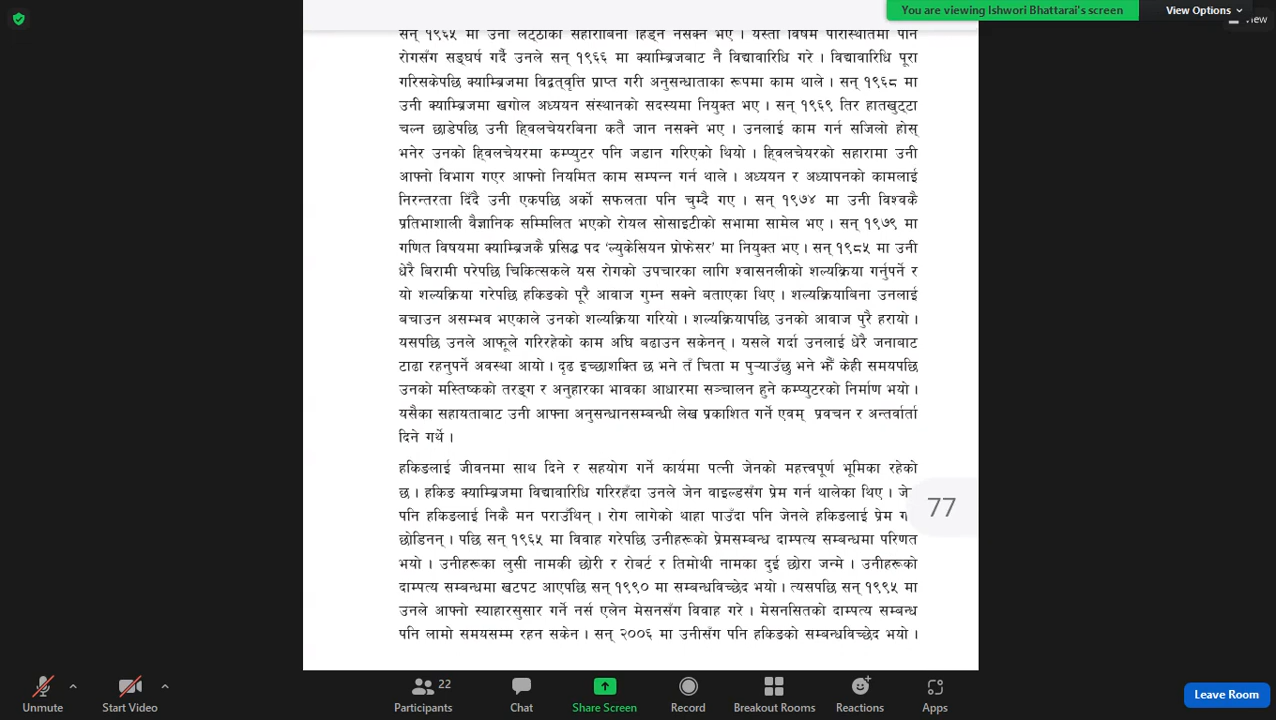 You are viewing Ishwori Bhattarai's screen
View Options
View
सन् १९६५ मा उनी लट्ठीको सहाराबिना हिँड्न नसक्ने भए । यस्तो विषम परिस्थितिमा पनि
रोगसँग सङ्घर्ष गर्दै उनले सन् १९६६ मा क्याम्ब्रिजबाट नै विद्यावारिधि गरे । विद्यावारिधि पूरा
गरिसकेपछि क्याम्ब्रिजमा विद्वत्‌वृत्ति प्राप्त गरी अनुसन्धाताका रूपमा काम थाले । सन् १९६८ मा
उनी क्याम्ब्रिजमा खगोल अध्ययन संस्थानको सदस्यमा नियुक्त भए । सन् १९६९ तिर हातखुट्टा
चल्न छाडेपछि उनी ह्विलचेयरबिना कतै जान नसक्ने भए । उनलाई काम गर्न सजिलो होस्
भनेर उनको ह्विलचेयरमा कम्प्युटर पनि जडान गरिएको थियो । ह्विलचेयरको सहारामा उनी
आफ्नो विभाग गएर आफ्नो नियमित काम सम्पन्न गर्न थाले । अध्ययन र अध्यापनको कामलाई
निरन्तरता दिँदै उनी एकपछि अर्को सफलता पनि चुम्दै गए । सन् १९७४ मा उनी विश्वकै
प्रतिभाशाली वैज्ञानिक सम्मिलित भएको रोयल सोसाइटीको सभामा सामेल भए । सन् १९७९ मा
गणित विषयमा क्याम्ब्रिजकै प्रसिद्ध पद ‘ल्युकेसियन प्रोफेसर’ मा नियुक्त भए । सन् १९८५ मा उनी
धेरै बिरामी परेपछि चिकित्सकले यस रोगको उपचारका लागि श्वासनलीको शल्यक्रिया गर्नुपर्ने र
यो शल्यक्रिया गरेपछि हकिङको पूरै आवाज गुम्न सक्ने बताएका थिए । शल्यक्रियाबिना उनलाई
बचाउन असम्भव भएकाले उनको शल्यक्रिया गरियो । शल्यक्रियापछि उनको आवाज पुरै हरायो ।
यसपछि उनले आफूले गरिरहेको काम अघि बढाउन सकेनन् । यसले गर्दा उनलाई धेरै जनाबाट
टाढा रहनुपर्ने अवस्था आयो । दृढ इच्छाशक्ति छ भने तँ चिता म पुऱ्याउँछु भने झैँ केही समयपछि
उनको मस्तिष्कको तरङ्ग र अनुहारका भावका आधारमा सञ्चालन हुने कम्प्युटरको निर्माण भयो ।
यसैका सहायताबाट उनी आफ्ना अनुसन्धानसम्बन्धी लेख प्रकाशित गर्ने एवम् प्रवचन र अन्तर्वार्ता
दिने गर्थे ।
हकिङलाई जीवनमा साथ दिने र सहयोग गर्ने कार्यमा पत्नी जेनको महत्त्वपूर्ण भूमिका रहेको
छ । हकिङ क्याम्ब्रिजमा विद्यावारिधि गरिरहँदा उनले जेन वाइल्डसँग प्रेम गर्न थालेका थिए ।
पनि हकिङलाई निकै मन पराउँथिन् । रोग लागेको थाहा पाउँदा पनि जेनले हकिङलाई प्रेम
छोडिनन् । पछि सन् १९६५ मा विवाह गरेपछि उनीहरूको प्रेमसम्बन्ध दाम्पत्य सम्बन्धमा परिणत
भयो । उनीहरूका लुसी नामकी छोरी र रोबर्ट र तिमोथी नामका दुई छोरा जन्मे । उनीहरूको
दाम्पत्य सम्बन्धमा खटपट आएपछि सन् १९९० मा सम्बन्धविच्छेद भयो । त्यसपछि सन् १९९५ मा
उनले आफ्नो स्याहारसुसार गर्ने नर्स एलेन मेसनसँग विवाह गरे । मेसनसितको दाम्पत्य सम्बन्ध
पनि लामो समयसम्म रहन सकेन । सन् २००६ मा उनीसँग पनि हकिङको सम्बन्धविच्छेद भयो ।
77
Unmute
Start Video
22
Participants
Chat
Share Screen
Record
Breakout Rooms
Reactions
Apps
Leave Room